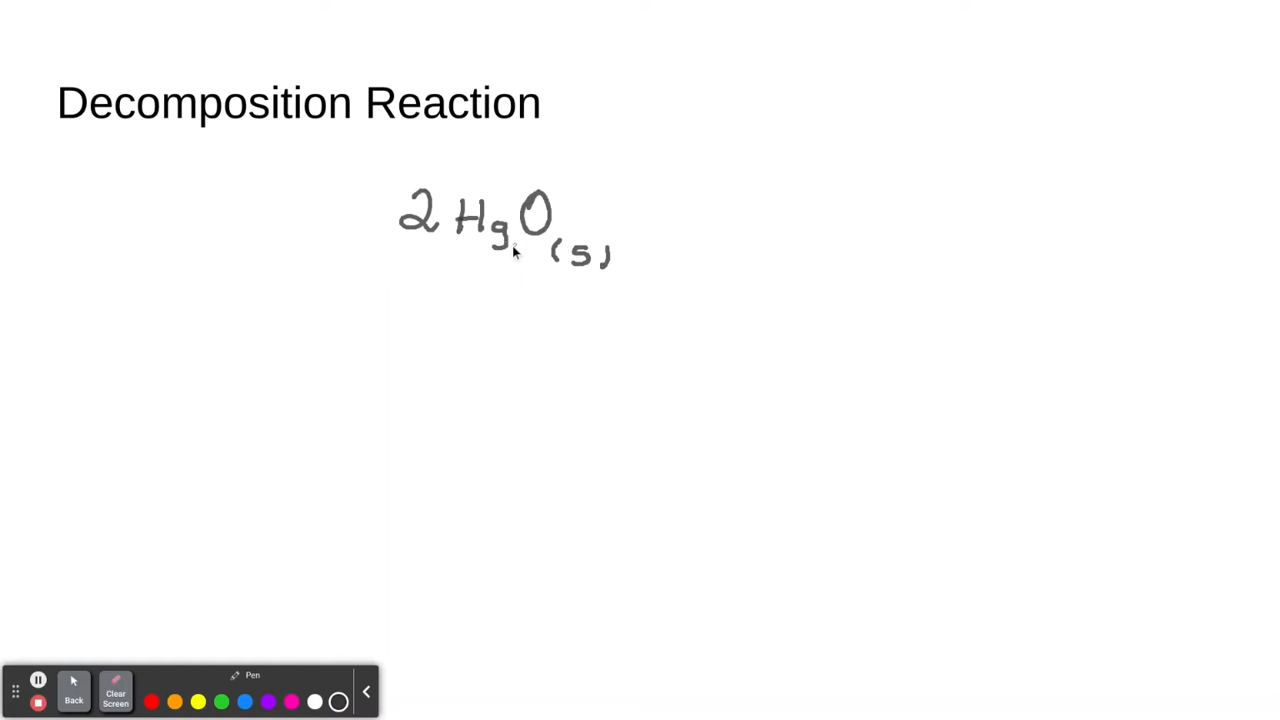 Decomposition Reaction
2 HgO(s)
Pen
Back
Clear
Screen